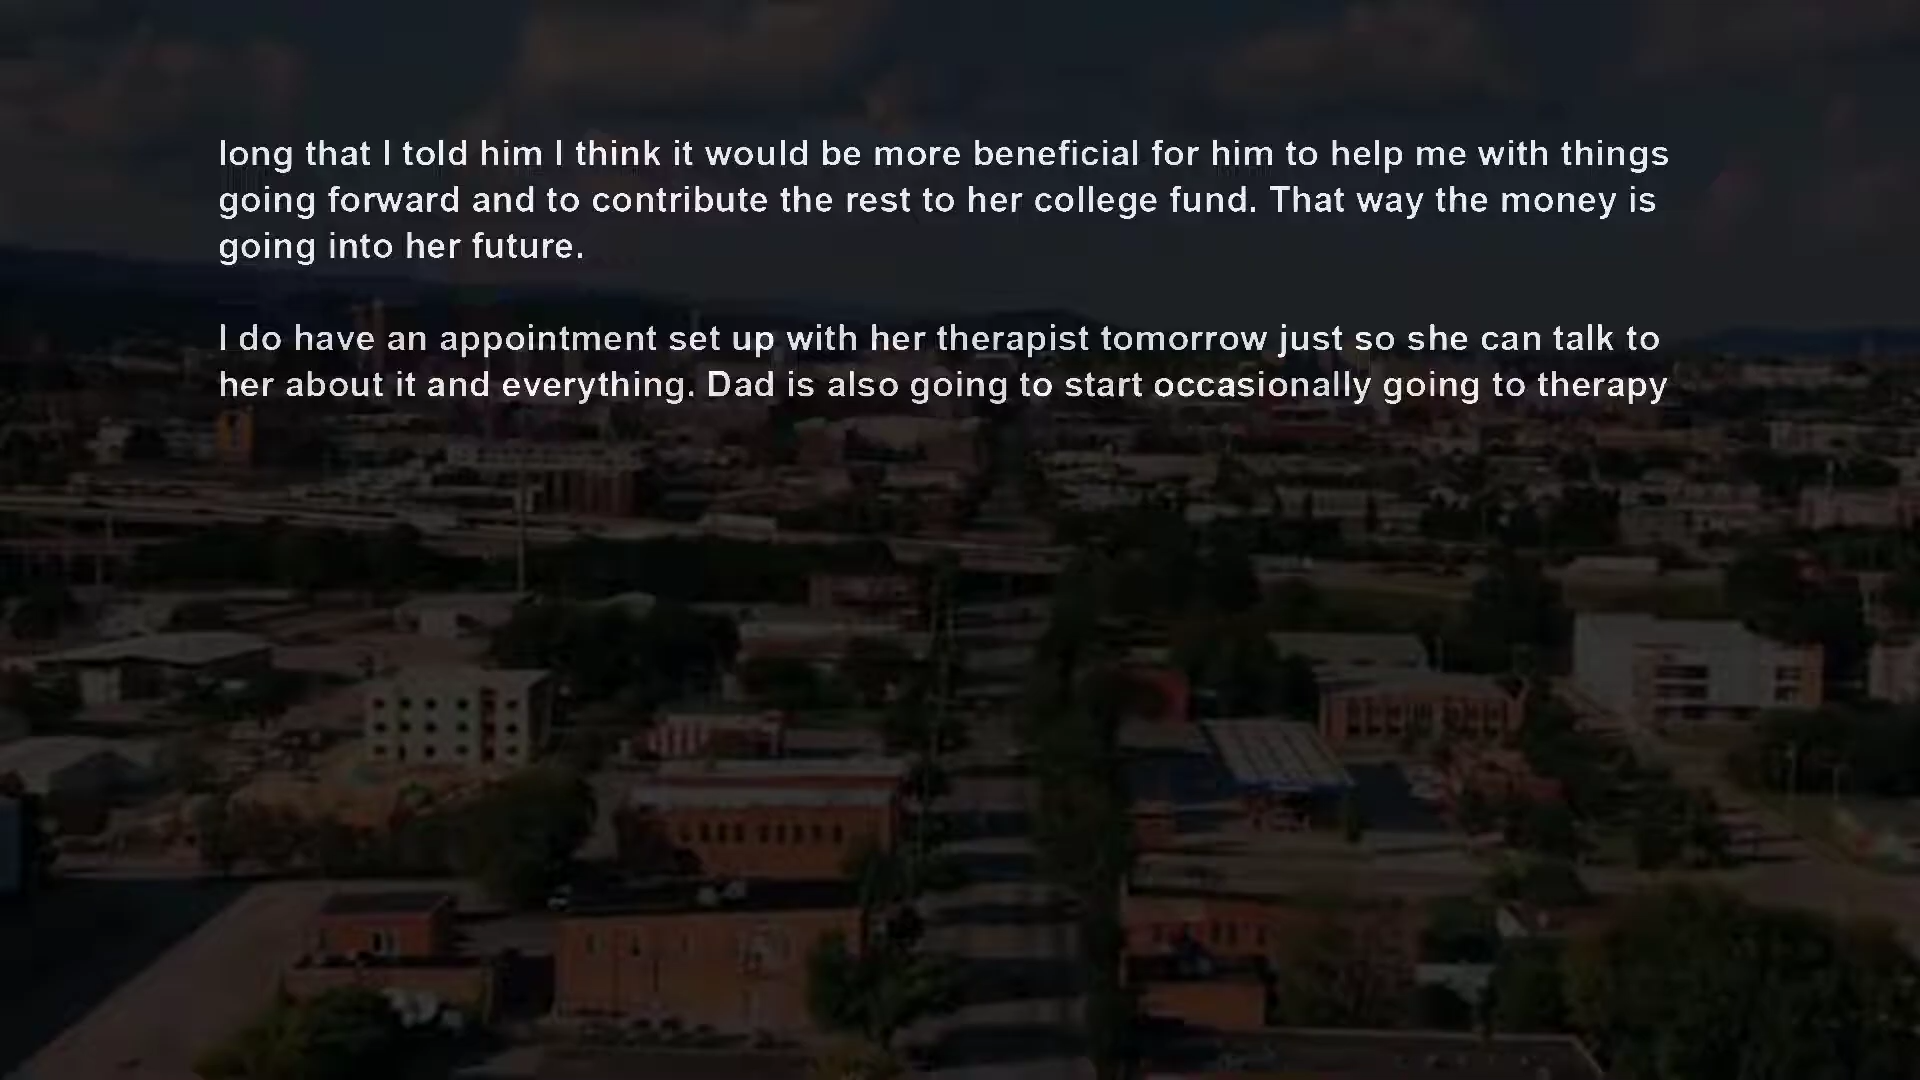 long that I told him I think it would be more beneficial for him to help me with things
going forward and to contribute the rest to her college fund. That way the money is
going into her future.
I do have an appointment set up with her therapist tomorrow just so she can talk to
her about it and everything. Dad is also going to start occasionally going to therapy